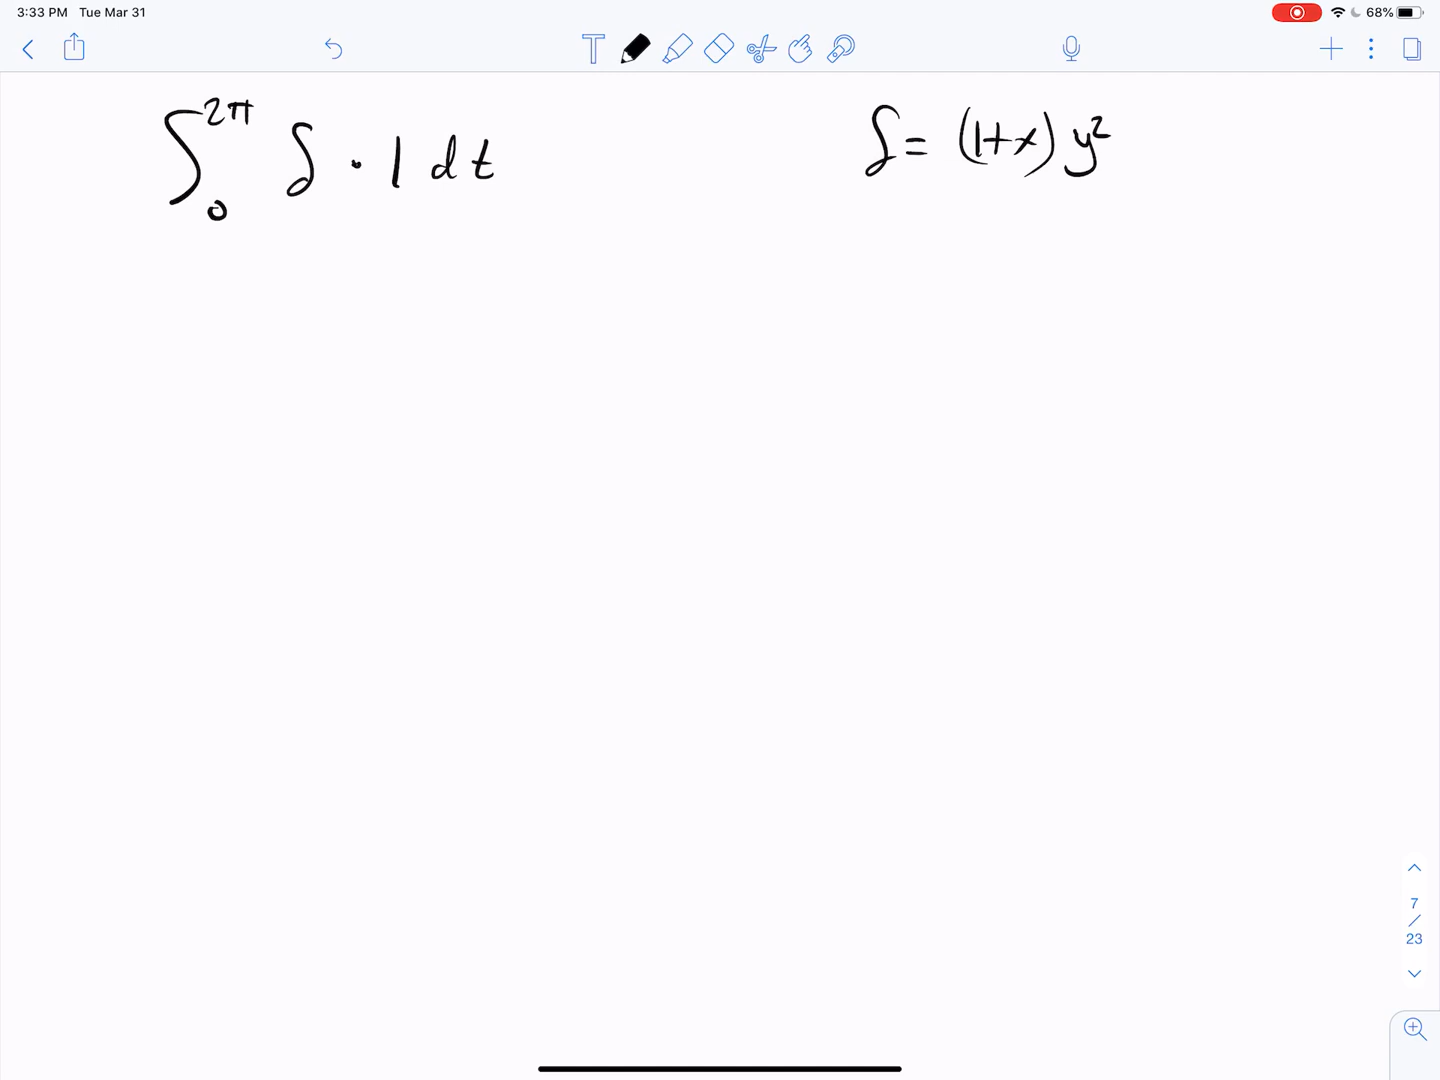 3:33 PM Tue Mar 31 68%
T
∫₀^{2π} δ · 1 dt
δ = (1+x) y²
7
/
23